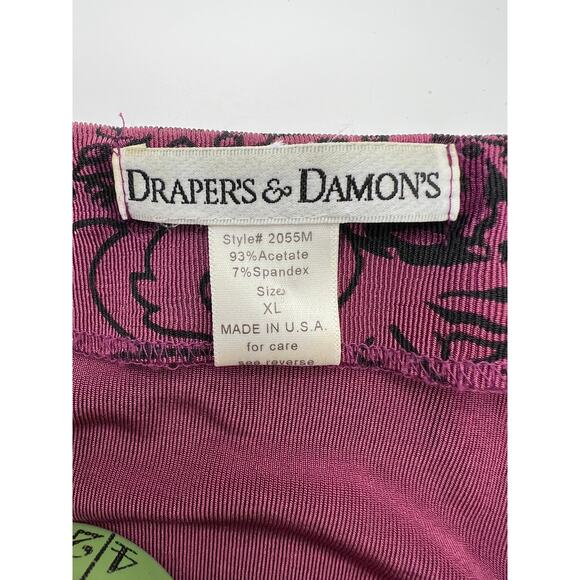 DRAPER'S & DAMON'S
Style# 2055M
93%Acetate
7%Spandex
Size
XL
MADE IN U.S.A.
for care
see reverse